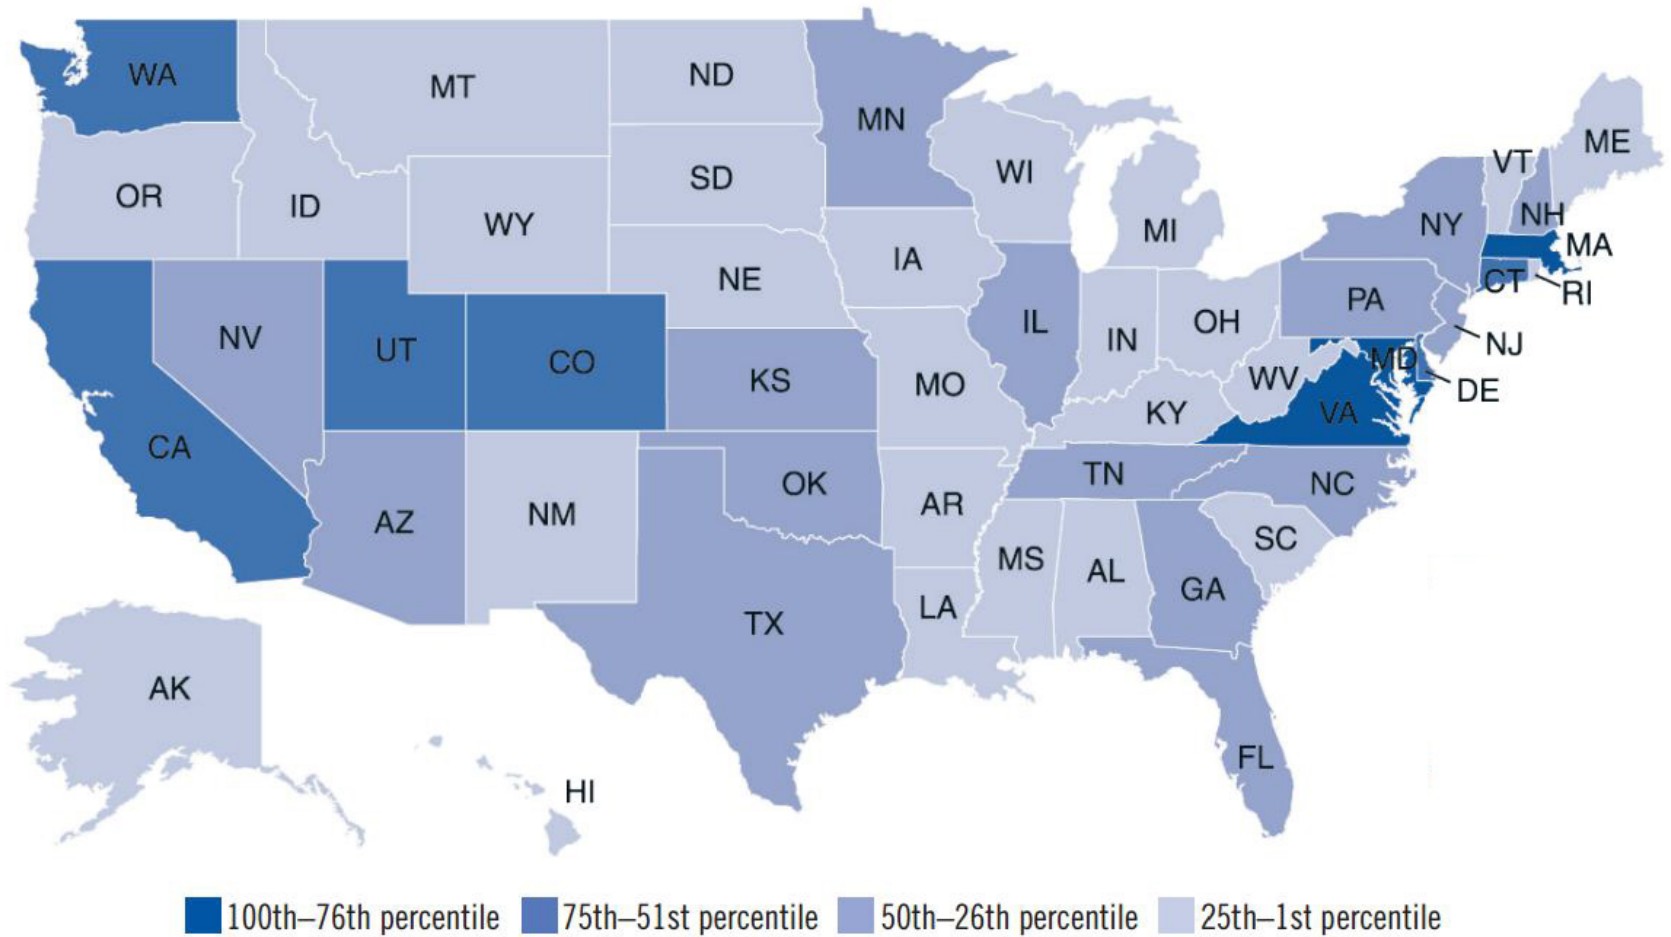 WA
MT
ND
MN
OR
ID
WY
SD
WI
MI
NY
VT
NH
ME
MA
CT
RI
NV
UT
CO
NE
IA
IL
IN
OH
PA
NJ
MD
DE
CA
KS
MO
KY
WV
VA
AZ
NM
OK
AR
TN
NC
TX
LA
MS
AL
GA
SC
FL
AK
HI
100th–76th percentile
75th–51st percentile
50th–26th percentile
25th–1st percentile